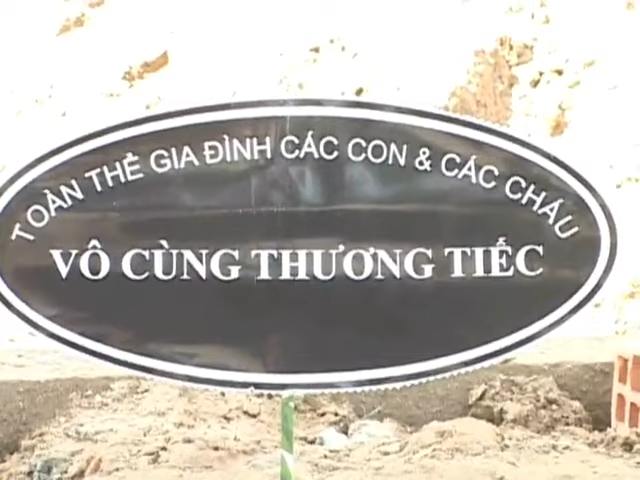 TOÀN THỂ GIA ĐÌNH CÁC CON & CÁC CHÁU
VÔ CÙNG THƯƠNG TIẾC